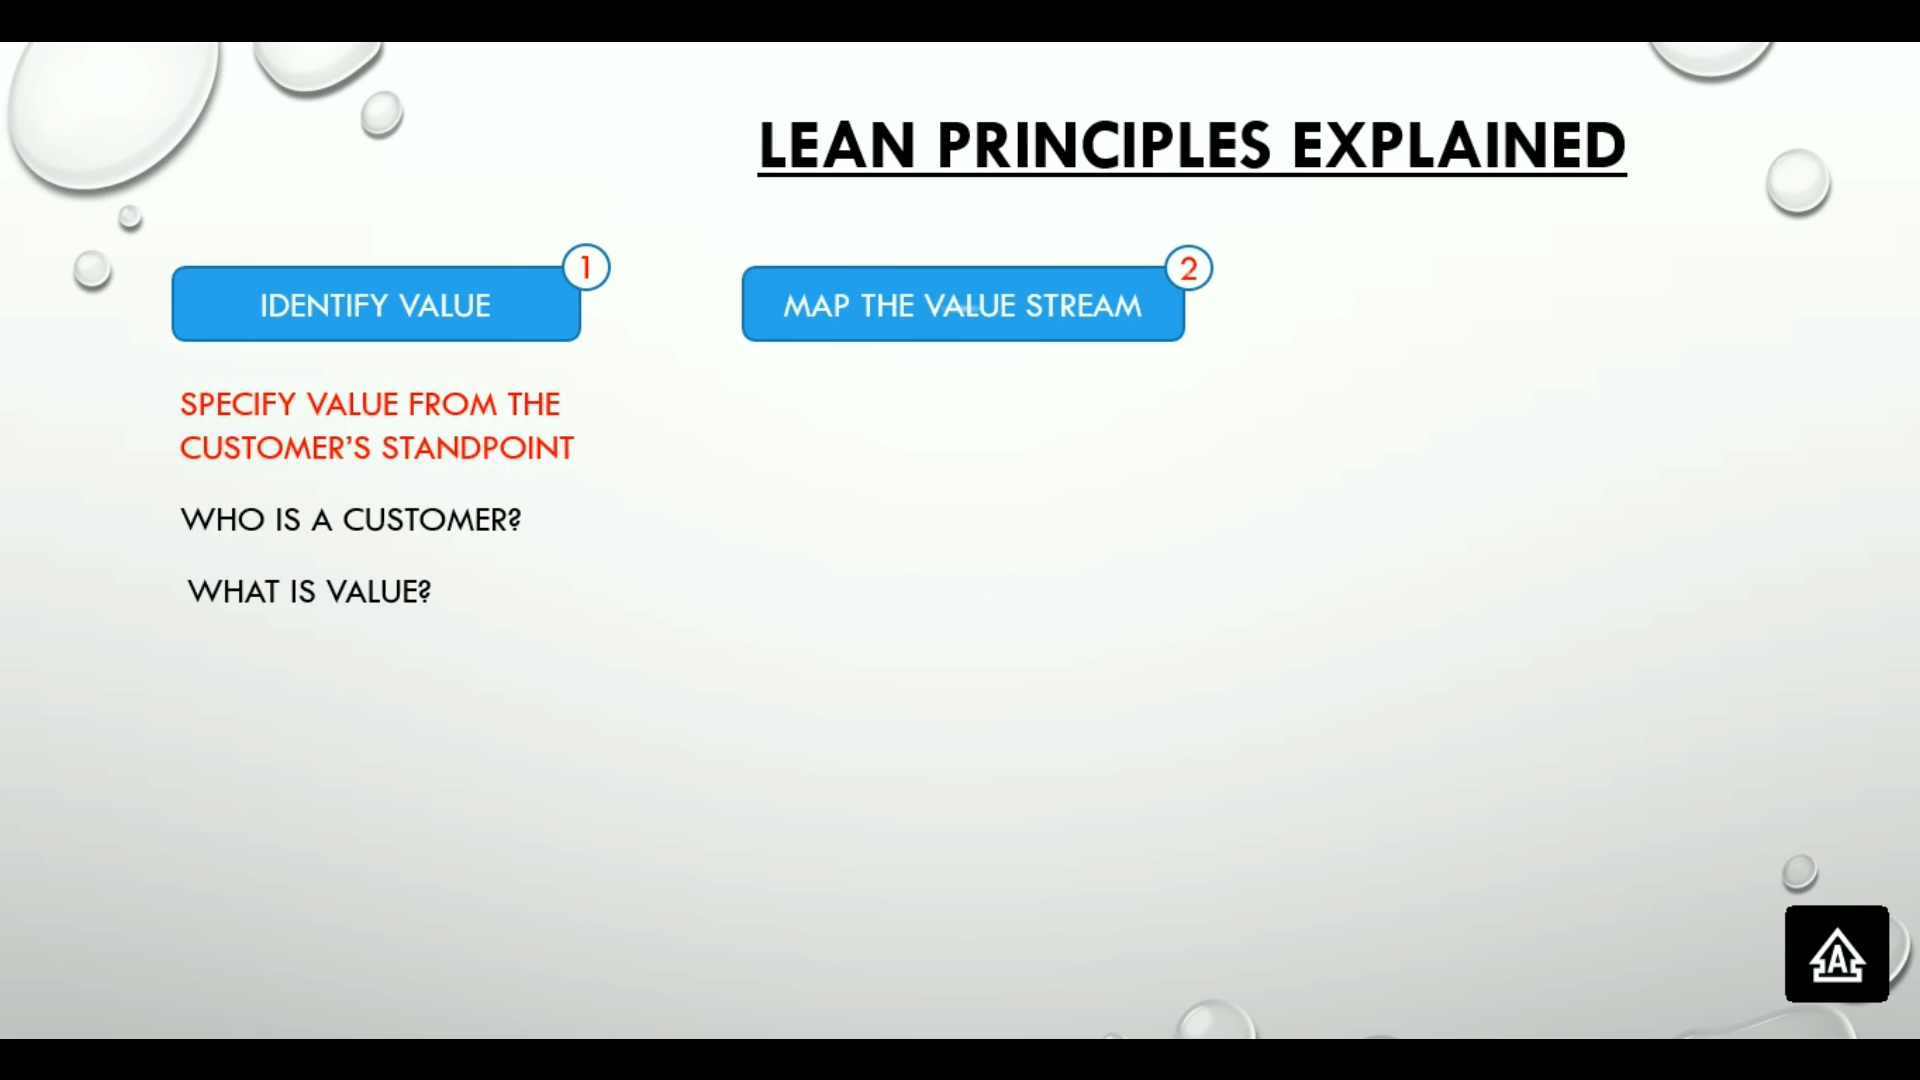 LEAN PRINCIPLES EXPLAINED
1
IDENTIFY VALUE
SPECIFY VALUE FROM THE
CUSTOMER'S STANDPOINT
WHO IS A CUSTOMER?
WHAT IS VALUE?
2
MAP THE VALUE STREAM
A